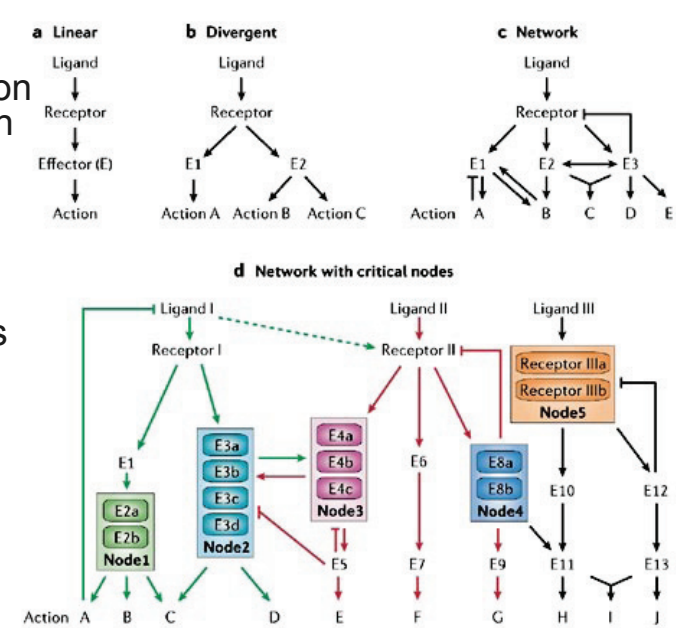 a Linear
b Divergent
c Network
Ligand
Ligand
Ligand
on
n
Receptor
Receptor
Receptor
Effector (E)
E1
E2
E1
E2
E3
Action
Action A
Action B
Action C
Action
A
B
C
D
E
d Network with critical nodes
s
Ligand I
Ligand II
Ligand III
Receptor I
Receptor II
Receptor IIIa
Receptor IIIb
Node5
E1
E2a
E2b
Node1
E3a
E3b
E3c
E3d
Node2
E4a
E4b
E4c
Node3
E5
E6
E7
E8a
E8b
Node4
E9
E10
E11
E12
E13
Action
A
B
C
D
E
F
G
H
I
J